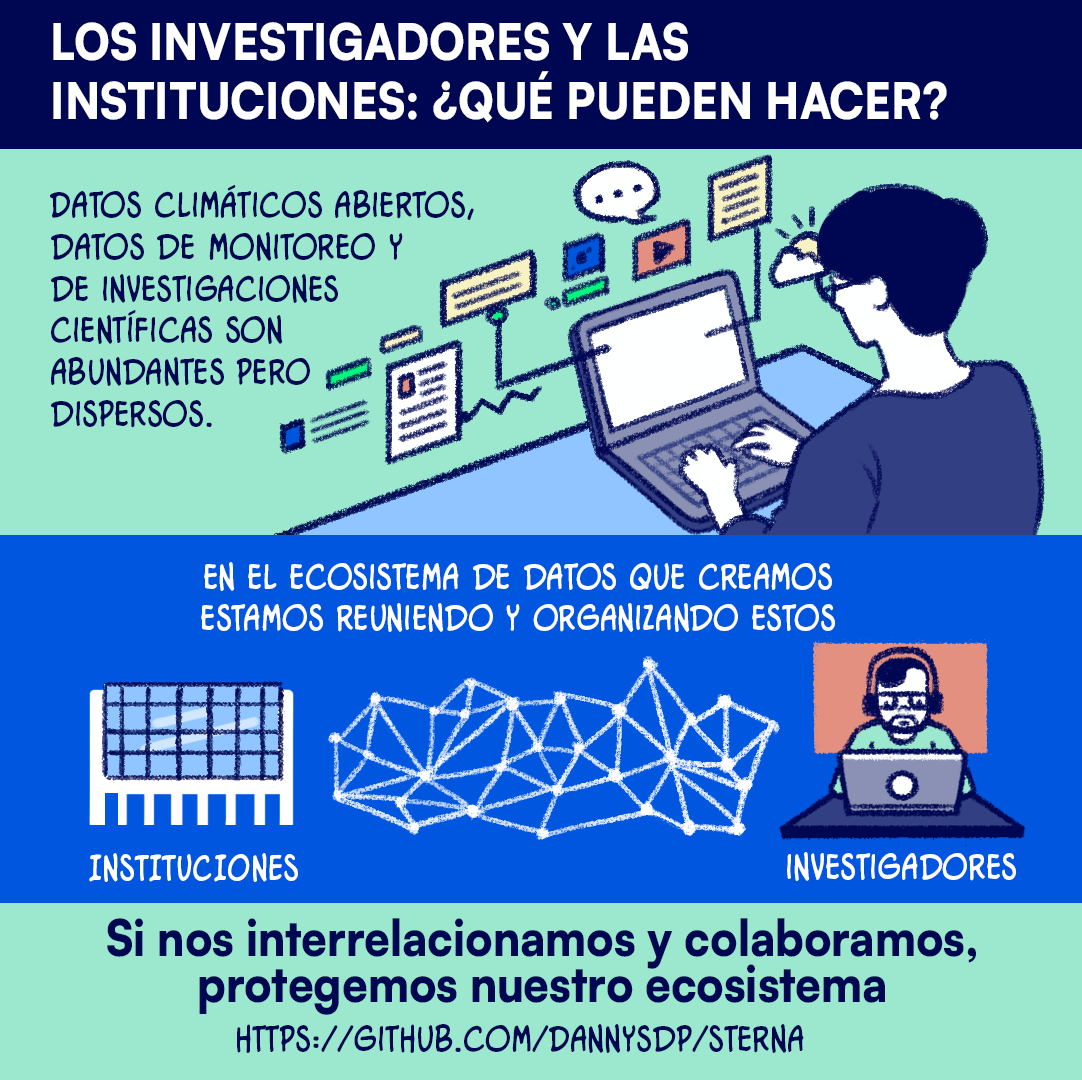 LOS INVESTIGADORES Y LAS
INSTITUCIONES: ¿QUÉ PUEDEN HACER?
DATOS CLIMÁTICOS ABIERTOS,
DATOS DE MONITOREO Y
DE INVESTIGACIONES
CIENTÍFICAS SON
ABUNDANTES PERO
DISPERSOS.
EN EL ECOSISTEMA DE DATOS QUE CREAMOS
ESTAMOS REUNIENDO Y ORGANIZANDO ESTOS
INSTITUCIONES
INVESTIGADORES
Si nos interrelacionamos y colaboramos,
protegemos nuestro ecosistema
HTTPS://GITHUB.COM/DANNYSDP/STERNA